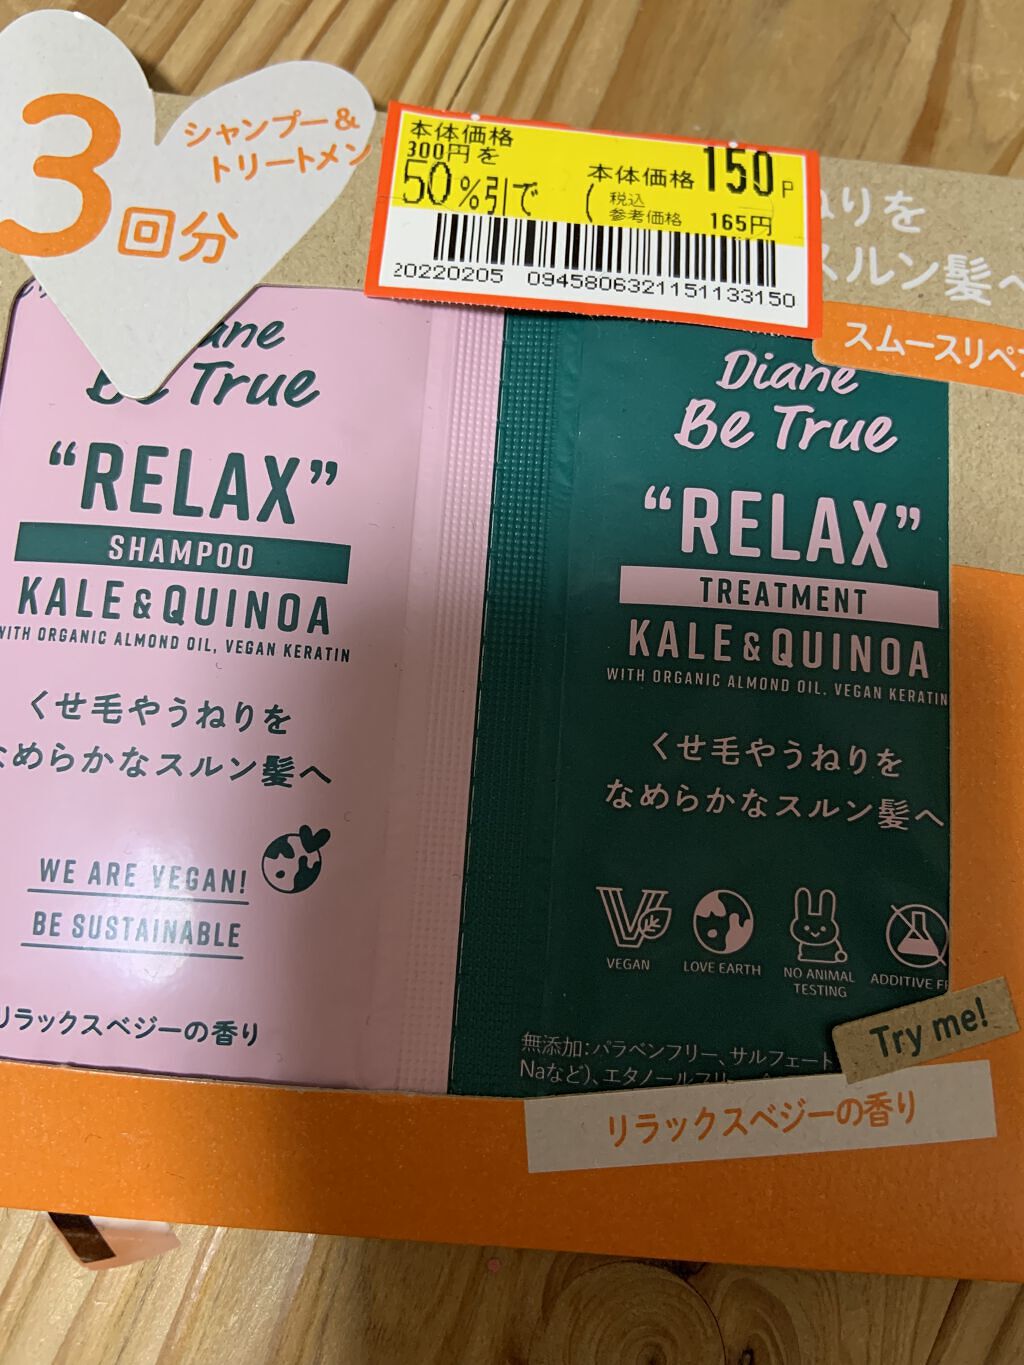 3
回分
シャンプー&
トリートメン
本体価格
300円を
50%引で
本体価格 150P
税込
参考価格 165円
20220205 09458063211511133150
ねりを
スルン髪へ
スムースリペ
Diane
Be True
"RELAX"
SHAMPOO
KALE & QUINOA
WITH ORGANIC ALMOND OIL, VEGAN KERATIN
くせ毛やうねりを
なめらかなスルン髪へ
WE ARE VEGAN!
BE SUSTAINABLE
リラックスベジーの香り
Diane
Be True
"RELAX"
TREATMENT
KALE & QUINOA
WITH ORGANIC ALMOND OIL, VEGAN KERATIN
くせ毛やうねりを
なめらかなスルン髪へ
VEGAN
LOVE EARTH
NO ANIMAL
TESTING
ADDITIVE F
無添加:パラベンフリー、サルフェート
Naなど)、エタノールフリー
Try me!
リラックスベジーの香り